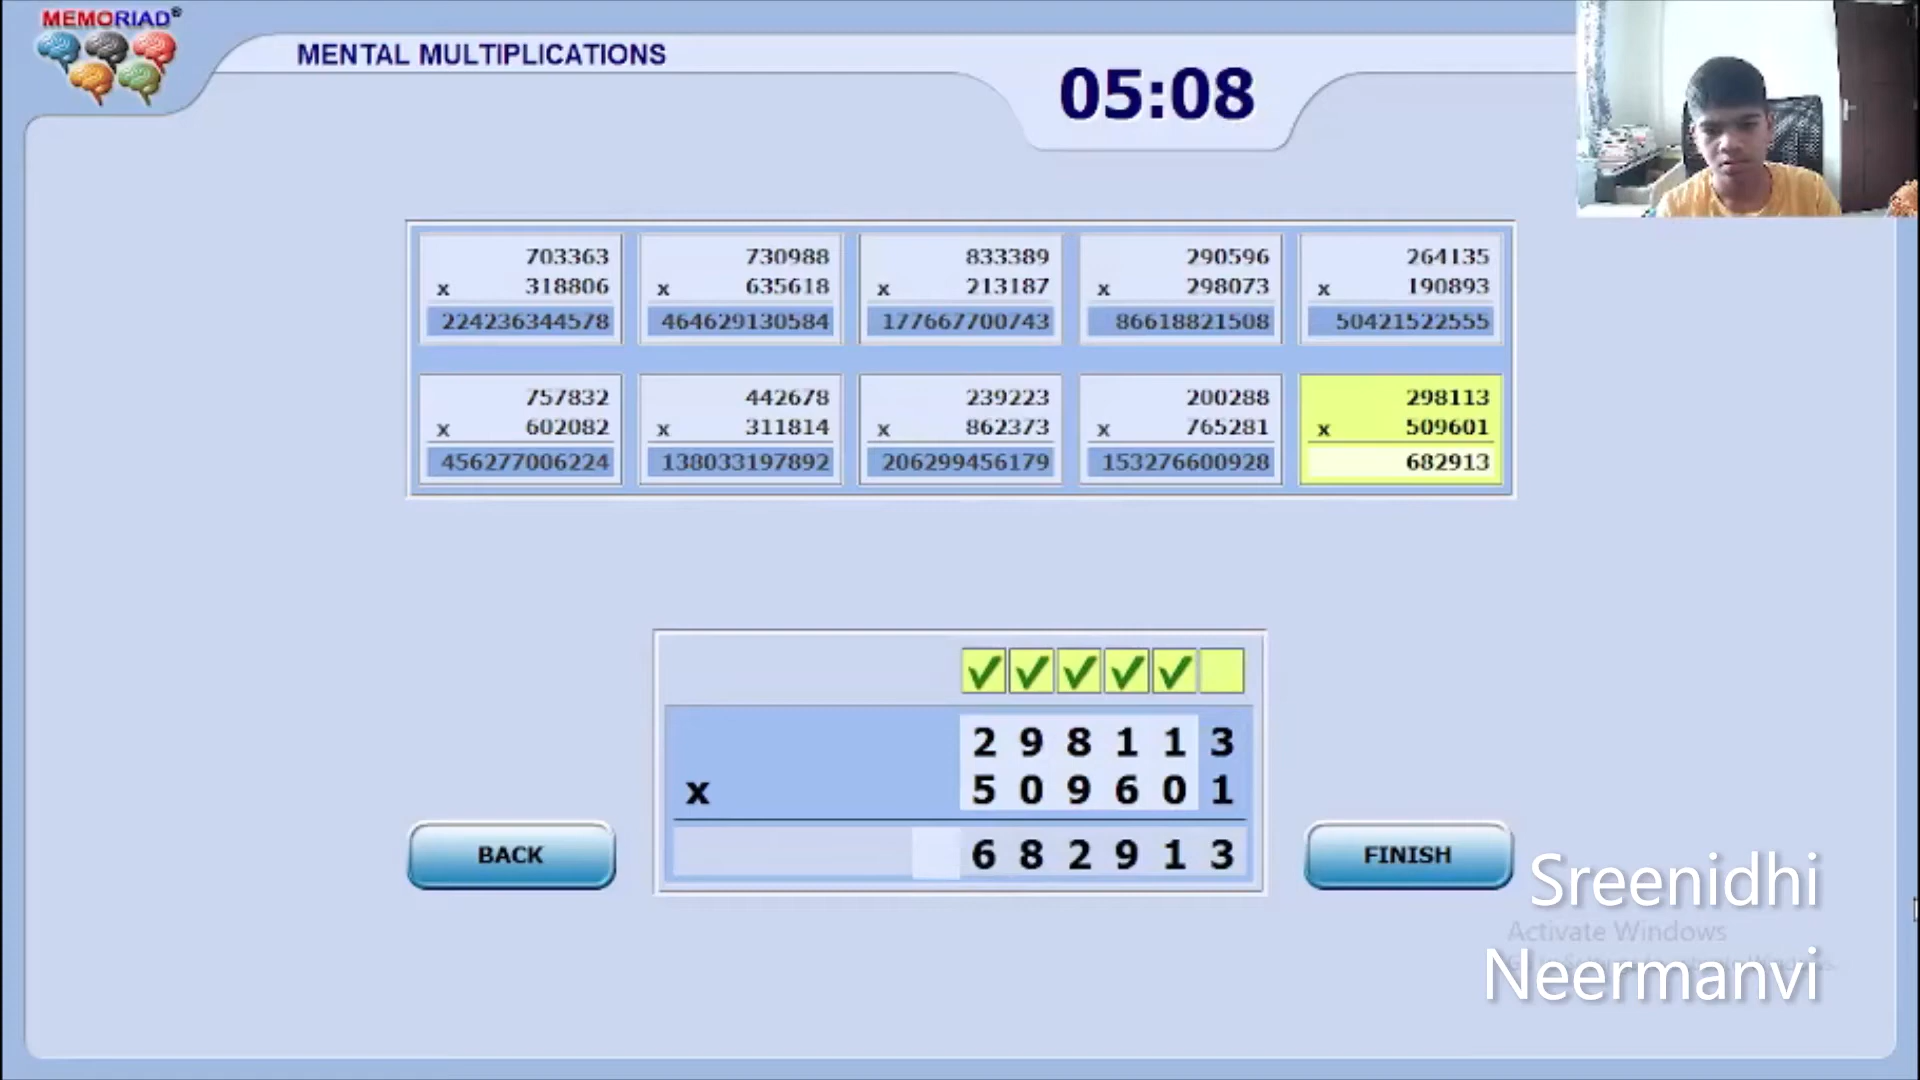 MEMORIAD®
MENTAL MULTIPLICATIONS
05:08
703363
x 318806
224236344578
730988
x 635618
464629130584
833389
x 213187
177667700743
290596
x 298073
86618821508
264135
x 190893
50421522555
757832
x 602082
456277006224
442678
x 311814
138033197892
239223
x 862373
206299456179
200288
x 765281
153276600928
298113
x 509601
682913
2 9 8 1 1 3
x 5 0 9 6 0 1
6 8 2 9 1 3
BACK
FINISH
Sreenidhi
Activate Windows
Neermanvi